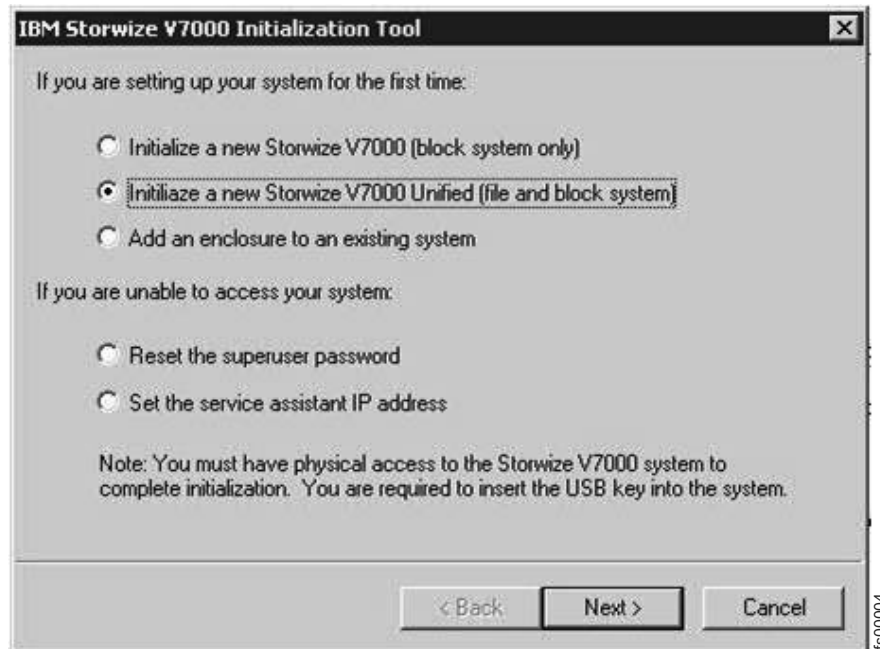 IBM Storwize V7000 Initialization Tool
If you are setting up your system for the first time:
Initialize a new Storwize V7000 (block system only)
Initiliaze a new Storwize V7000 Unified (file and block system)
Add an enclosure to an existing system
If you are unable to access your system:
Reset the superuser password
Set the service assistant IP address
Note: You must have physical access to the Storwize V7000 system to
complete initialization. You are required to insert the USB key into the system.
< Back
Next >
Cancel